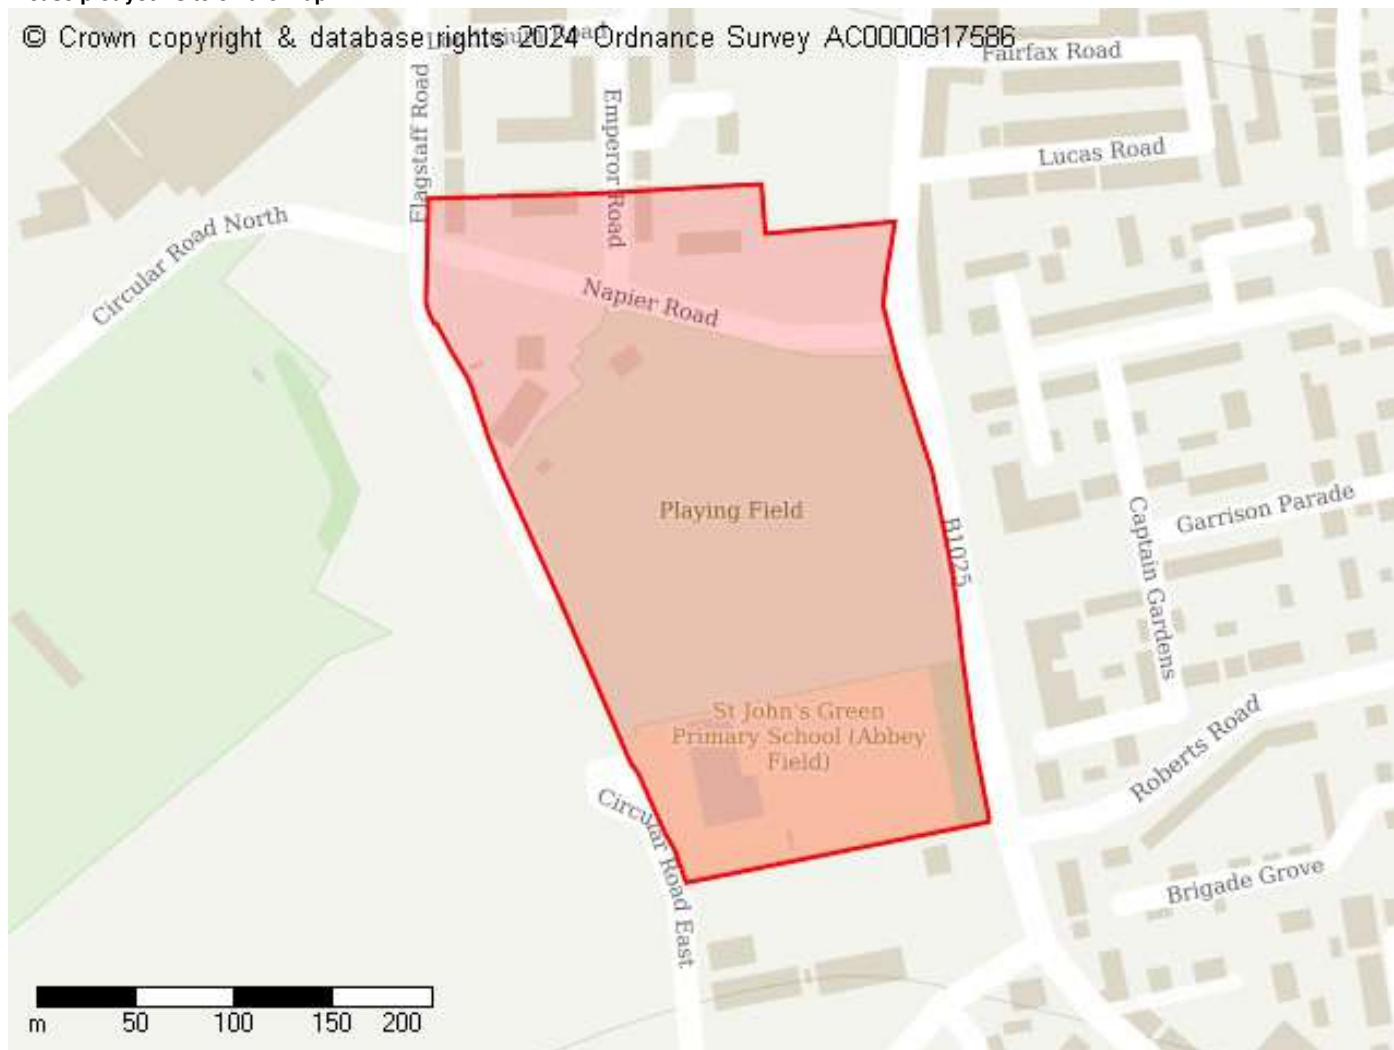 © Crown copyright & database rights 2024 Ordnance Survey AC0000817586
Fairfax Road
Flagstaff Road
Emperor Road
Lucas Road
Circular Road North
Napier Road
Playing Field
B1025
Captain Gardens
Garrison Parade
St John's Green
Primary School (Abbey
Field)
Roberts Road
Circular Road East
Brigade Grove
m 50 100 150 200